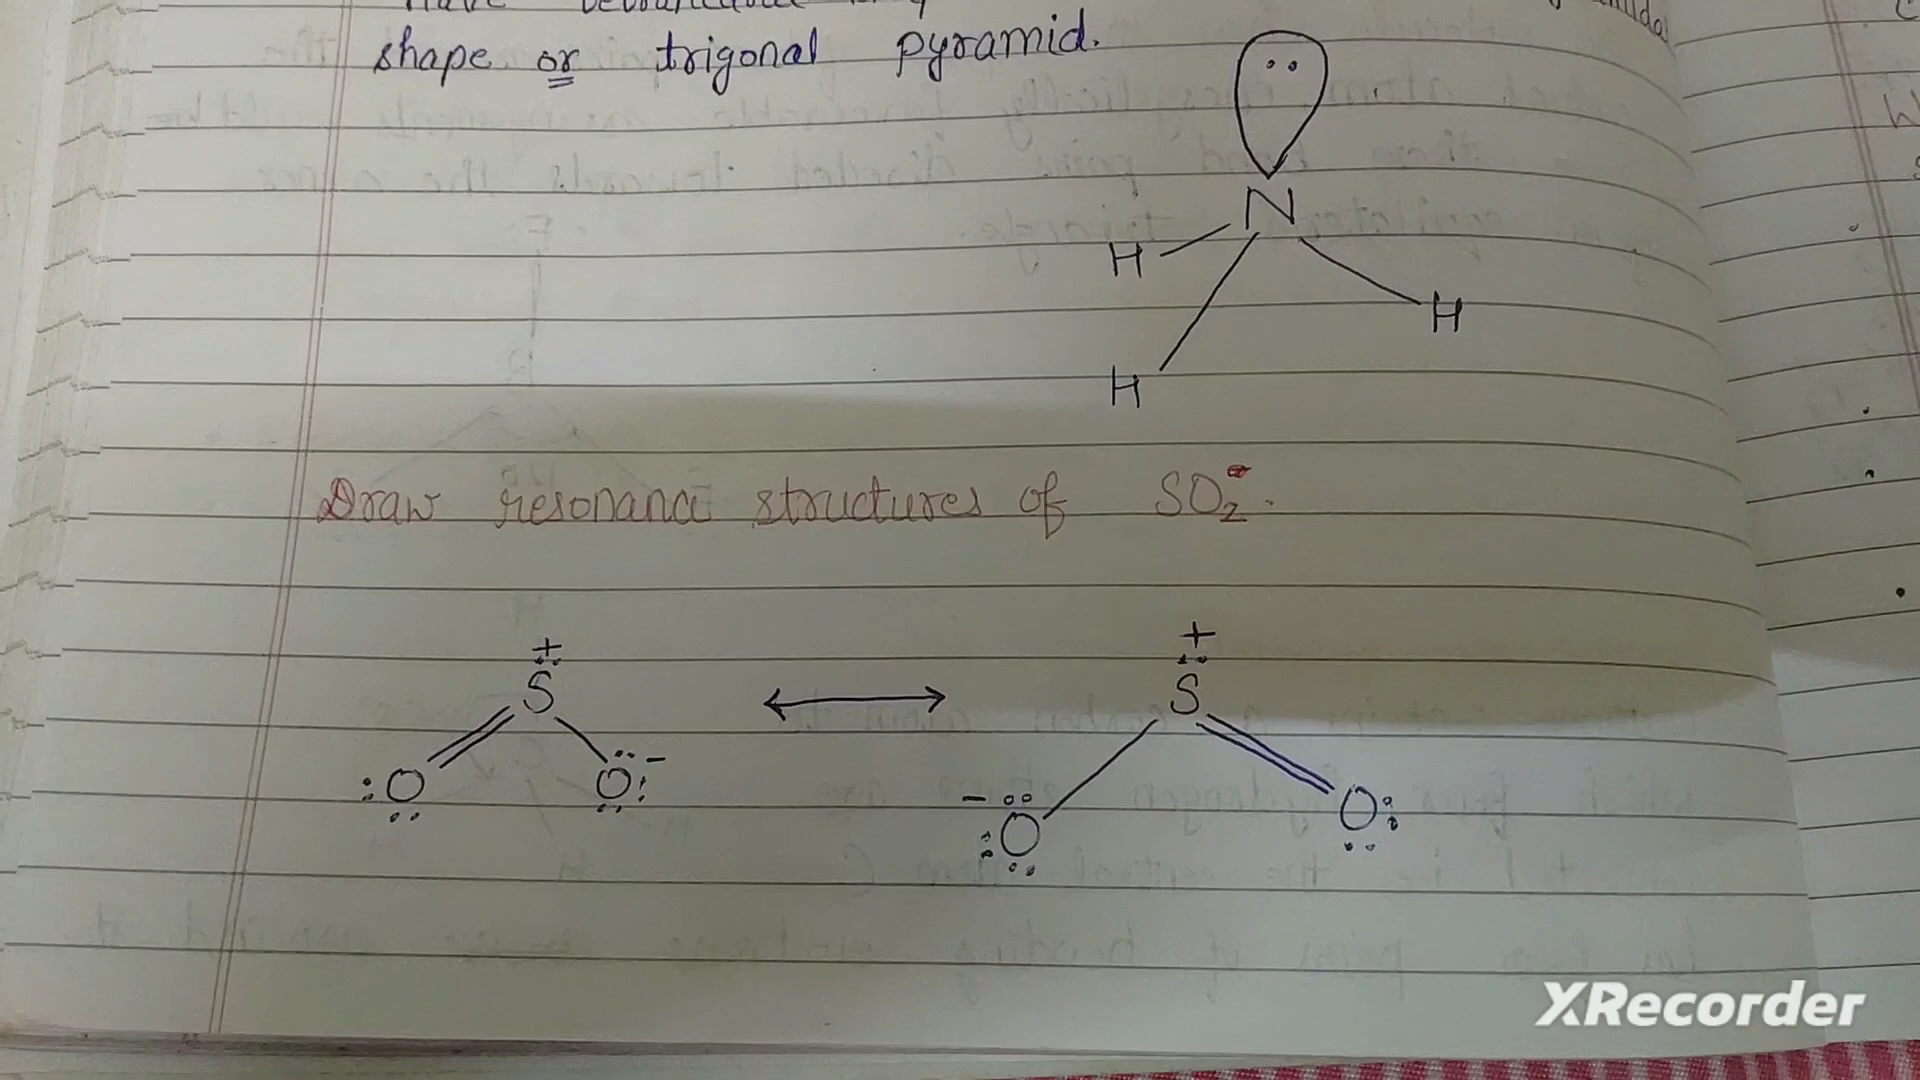 shape or trigonal pyramid.
N
H
H
H
Draw resonance structures of SO₂⁻.
+ +
S ⟷ S
O O⁻ ⁻O O
XRecorder